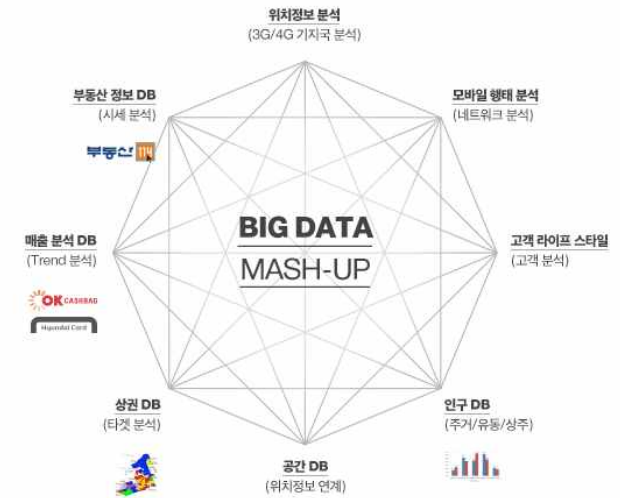 위치정보 분석
(3G/4G 기지국 분석)
부동산 정보 DB
(시세 분석)
부동산 114
모바일 행태 분석
(네트워크 분석)
BIG DATA
MASH-UP
매출 분석 DB
(Trend 분석)
OK CASHBAG
Hyundai Card
고객 라이프 스타일
(고객 분석)
상권 DB
(타겟 분석)
인구 DB
(주거/유동/상주)
공간 DB
(위치정보 연계)